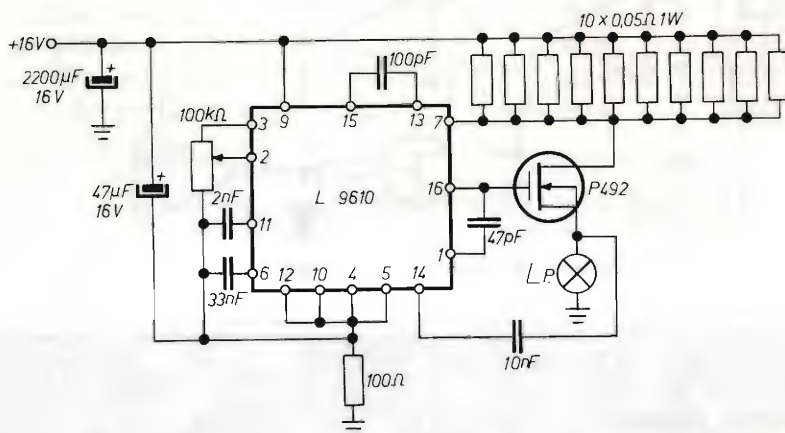 10 x 0,05Ω 1W
+16V
100pF
2200µF
16V
100kΩ
3
9
15
13
7
2
47µF
16V
2nF
L 9610
16
P492
11
47pF
1
33nF
6
12
10
4
5
14
LP.
10nF
100Ω